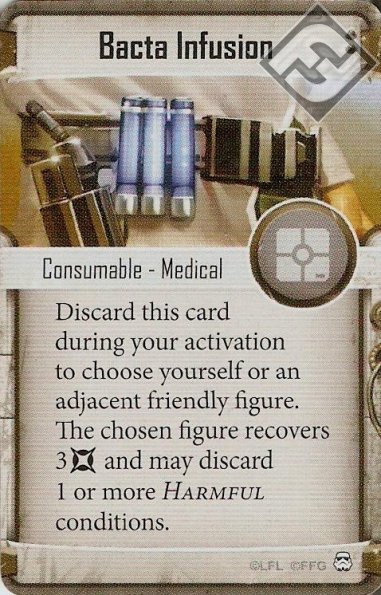 Bacta Infusion
Consumable - Medical
Discard this card
during your activation
to choose yourself or an
adjacent friendly figure.
The chosen figure recovers
3 and may discard
1 or more HARMFUL
conditions.
©LFL ©FFG